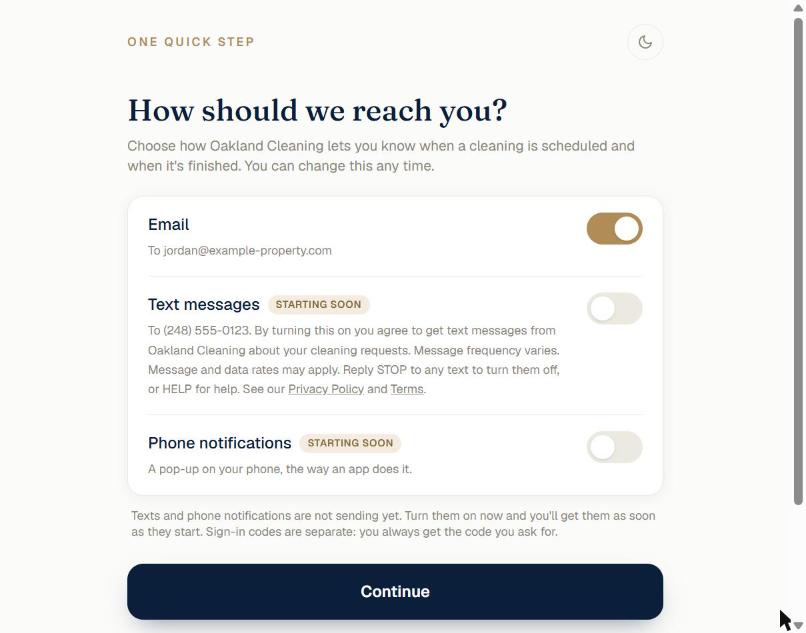 ONE QUICK STEP
How should we reach you?
Choose how Oakland Cleaning lets you know when a cleaning is scheduled and
when it's finished. You can change this any time.
Email
To jordan@example-property.com
Text messages STARTING SOON
To (248) 555-0123. By turning this on you agree to get text messages from
Oakland Cleaning about your cleaning requests. Message frequency varies.
Message and data rates may apply. Reply STOP to any text to turn them off,
or HELP for help. See our Privacy Policy and Terms.
Phone notifications STARTING SOON
A pop-up on your phone, the way an app does it.
Texts and phone notifications are not sending yet. Turn them on now and you'll get them as soon
as they start. Sign-in codes are separate: you always get the code you ask for.
Continue